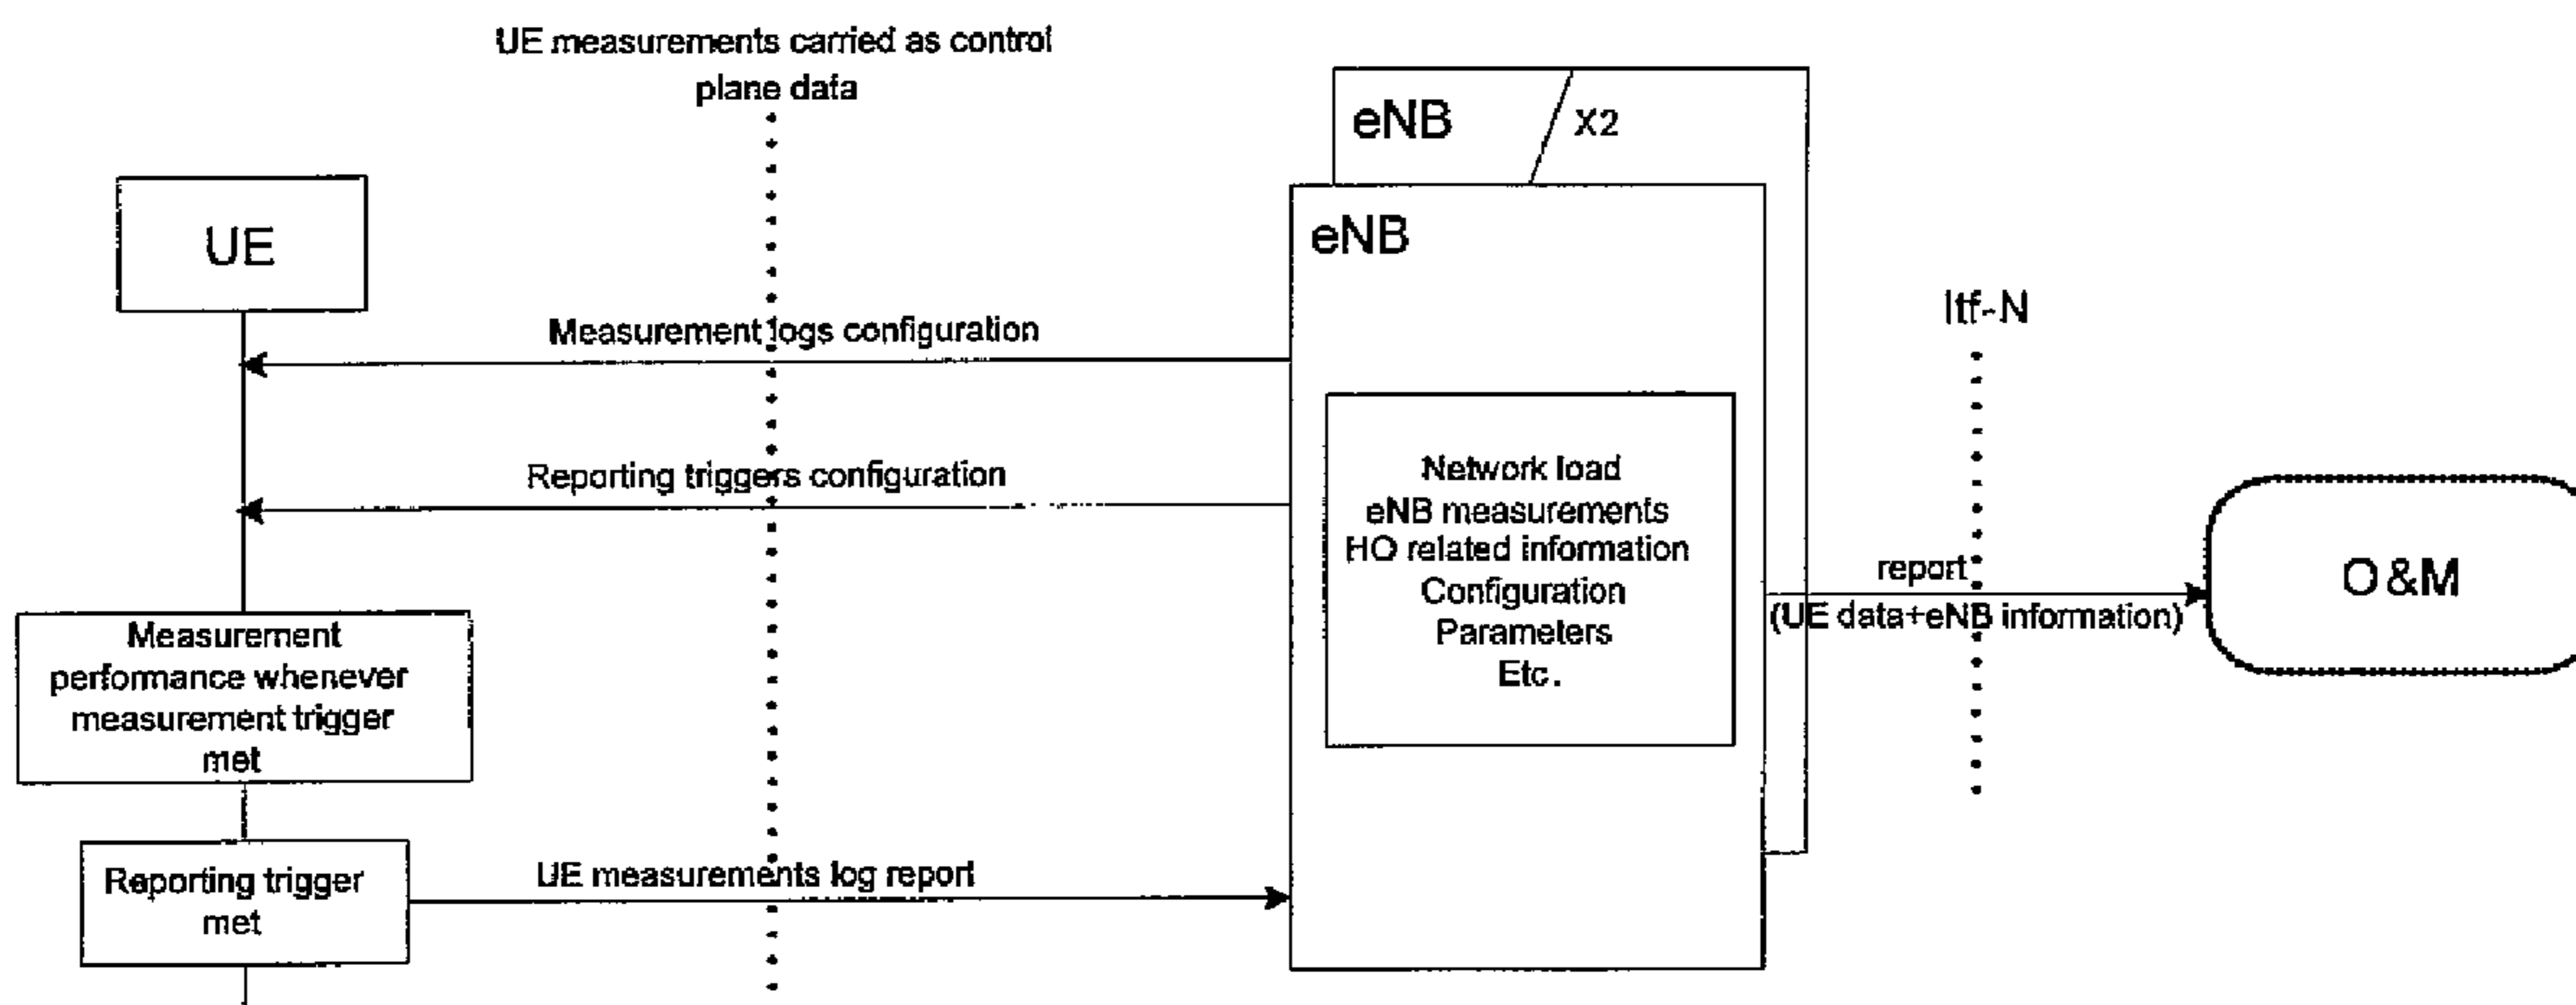 UE measurements carried as control
plane data
eNB
X2
UE
eNB
Itf-N
Measurement logs configuration
Reporting triggers configuration
Network load
eNB measurements
HO related information
Configuration
Parameters
Etc.
report
(UE data+eNB information)
O&M
Measurement
performance whenever
measurement trigger
met
Reporting trigger
met
UE measurements log report